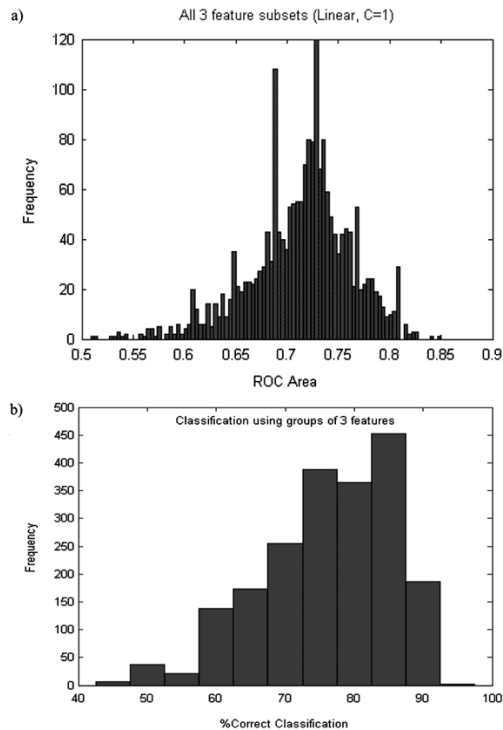 a)
All 3 feature subsets (Linear, C=1)
120
100
80
60
40
20
0
Frequency
0.5 0.55 0.6 0.65 0.7 0.75 0.8 0.85 0.9
ROC Area
b)
Classification using groups of 3 features
500
450
400
350
300
250
200
150
100
50
0
Frequency
40 50 60 70 80 90 100
%Correct Classification